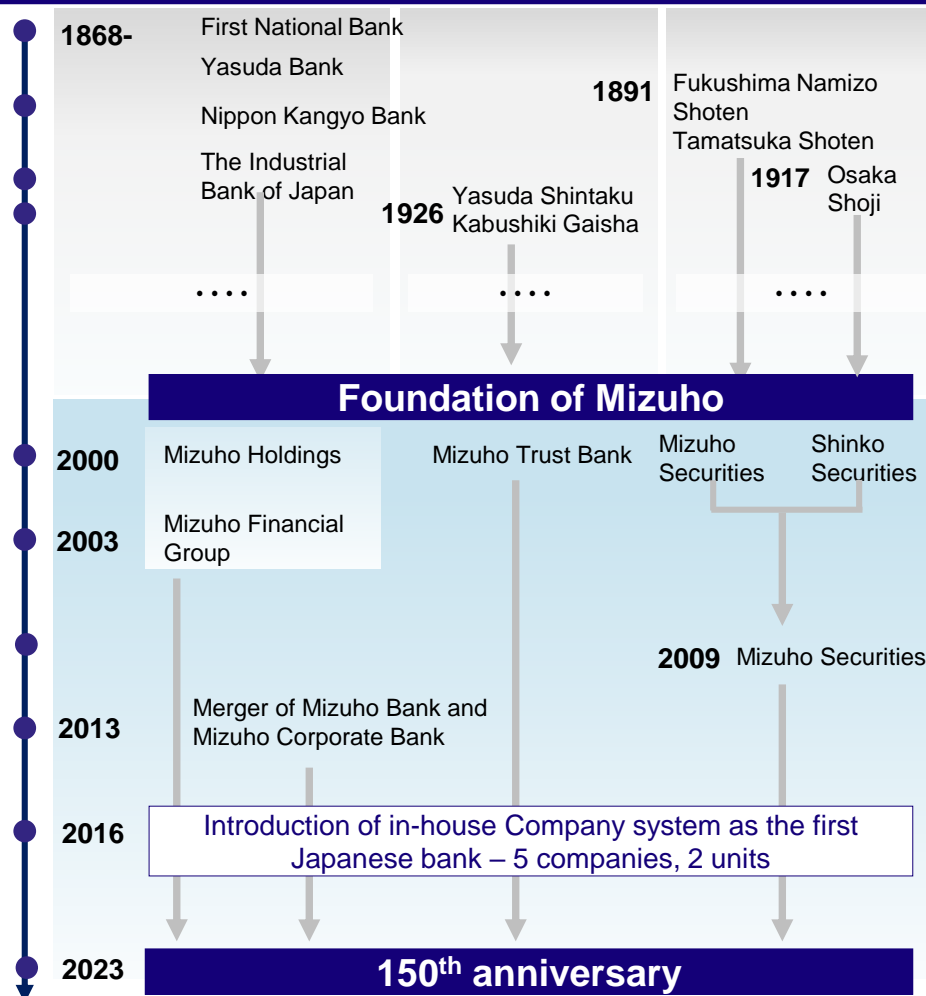 1868-
First National Bank
Yasuda Bank
Nippon Kangyo Bank
The Industrial
Bank of Japan
1926
Yasuda Shintaku
Kabushiki Gaisha
1891
Fukushima Namizo
Shoten
Tamatsuka Shoten
1917
Osaka
Shoji
....
....
....
Foundation of Mizuho
2000
Mizuho Holdings
Mizuho Trust Bank
Mizuho
Securities
Shinko
Securities
2003
Mizuho Financial
Group
2009
Mizuho Securities
2013
Merger of Mizuho Bank and
Mizuho Corporate Bank
2016
Introduction of in-house Company system as the first
Japanese bank – 5 companies, 2 units
2023
150th anniversary